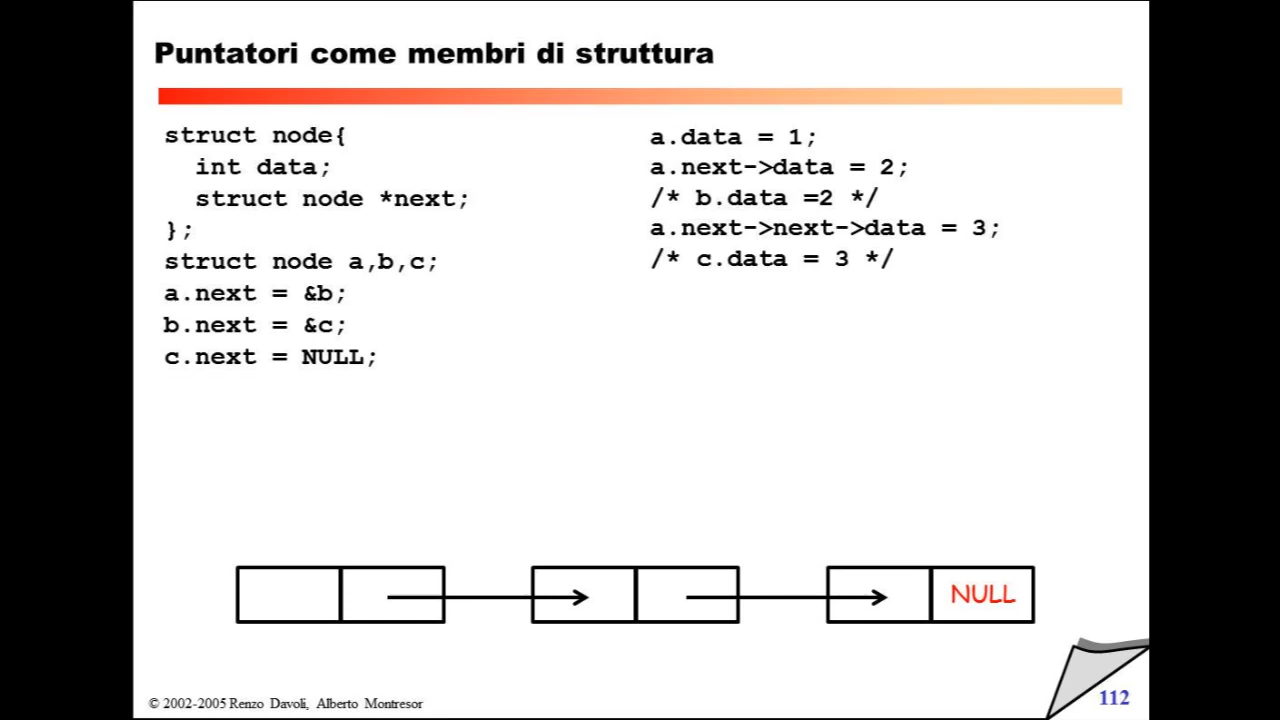 Puntatori come membri di struttura
struct node{
int data;
struct node *next;
};
struct node a,b,c;
a.next = &b;
b.next = &c;
c.next = NULL;
a.data = 1;
a.next->data = 2;
/* b.data =2 */
a.next->next->data = 3;
/* c.data = 3 */
NULL
© 2002-2005 Renzo Davoli, Alberto Montresor
112